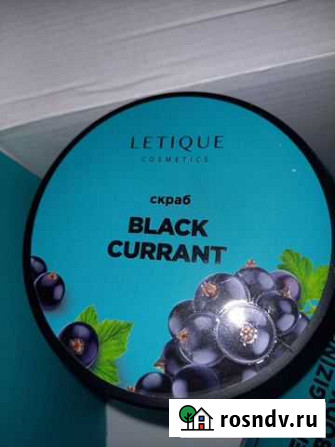 LETIQUE
COSMETICS
скраб
BLACK
CURRANT
rosndv.ru